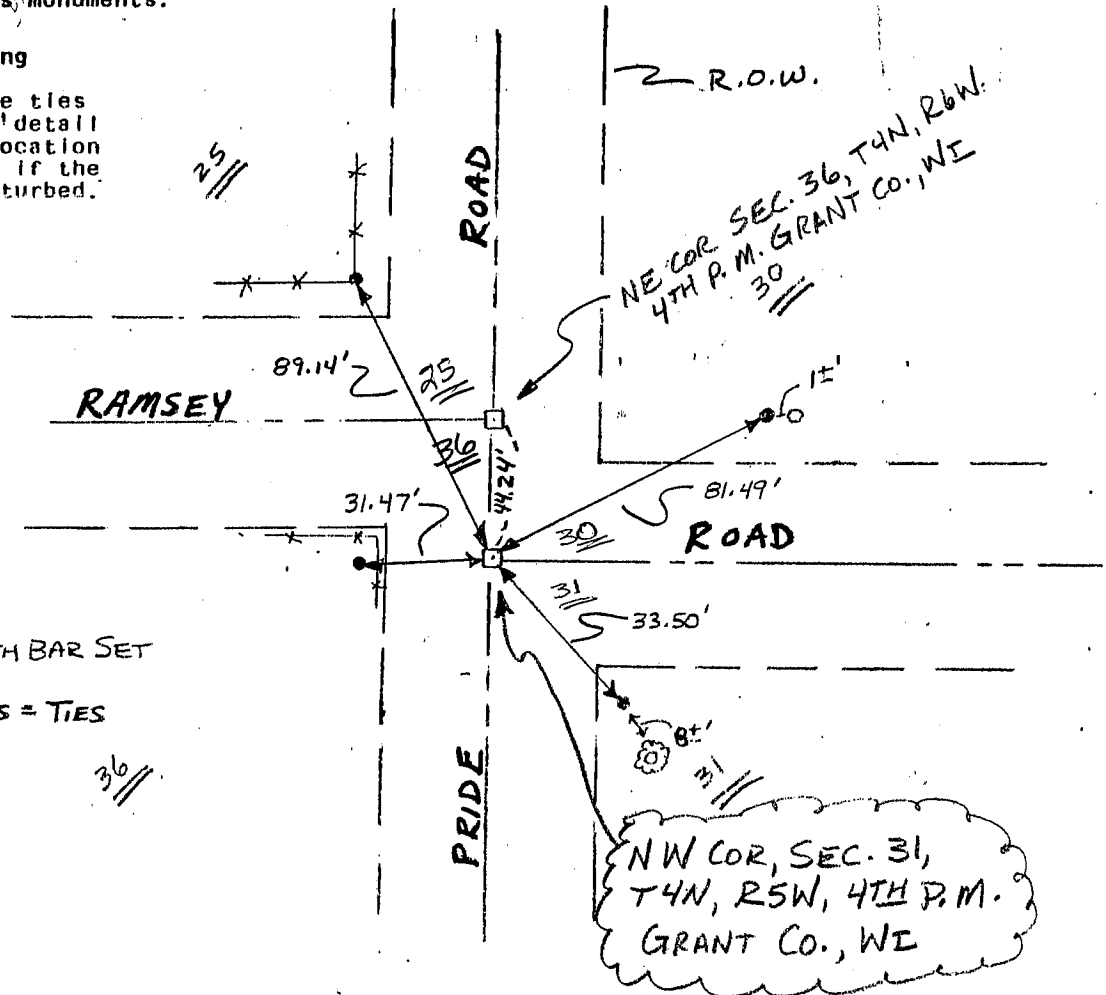 monuments.
ng
e ties
detail
ocation
if the
turbed.
R.O.W.
25
ROAD
NE COR SEC. 36, T4N, R6W.
4TH P.M. GRANT CO., WI
30
89.14'
25
RAMSEY
36
1±'
44.24'
31.47'
81.49'
30
ROAD
31
33.50'
TH BAR SET
S = TIES
8±'
36
31
PRIDE
NW COR, SEC. 31,
T4N, R5W, 4TH P.M.
GRANT CO., WI